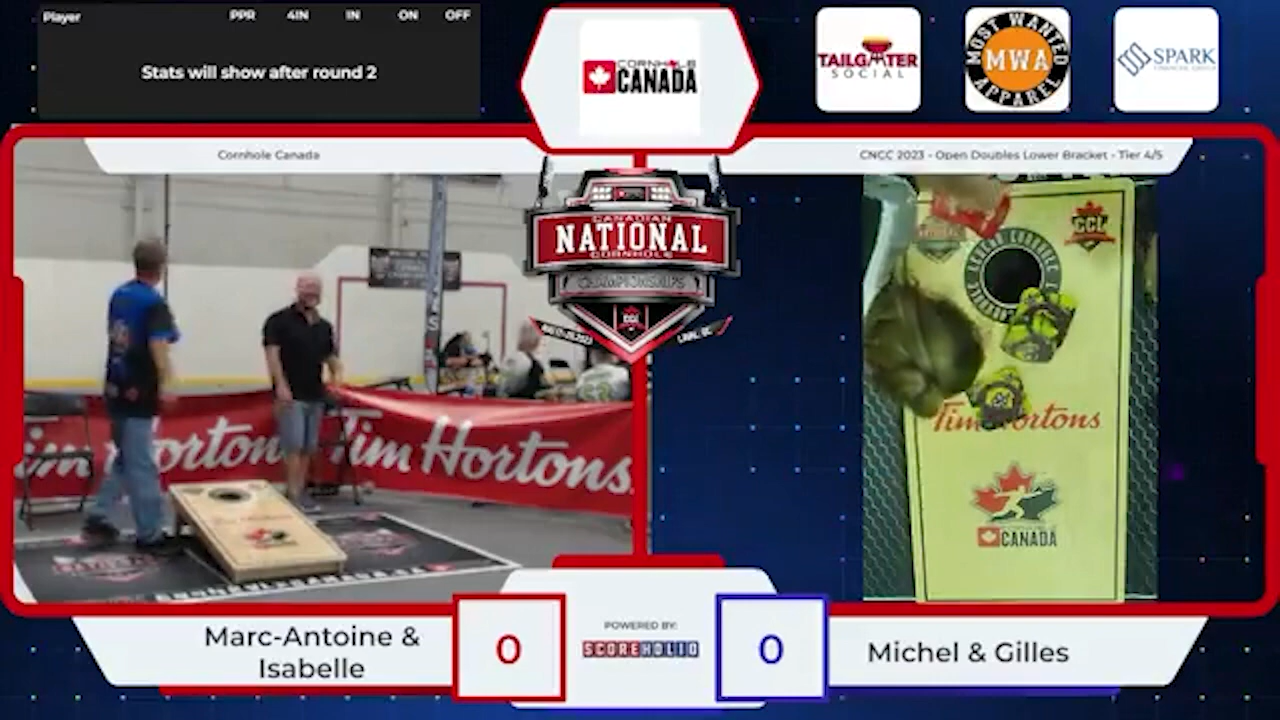 Player PPR 4IN IN ON OFF
Stats will show after round 2
CORNHOLE
CANADA
TAILGATER
SOCIAL
MOST WANTED
MWA
APPAREL
SPARK
Cornhole Canada
CNCC 2023 - Open Doubles Lower Bracket - Tier 4/5
CANADIAN
NATIONAL
CORNHOLE
CHAMPIONSHIPS
CCL
CCL
Tim Hortons
Tim Hortons
Tim Hortons
CANADA
Marc-Antoine &
Isabelle
0
POWERED BY:
SCOREHOLIO
0
Michel & Gilles